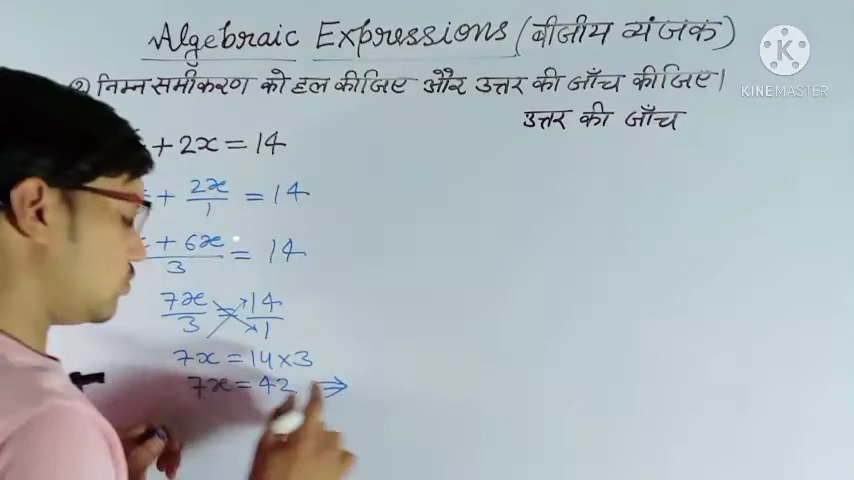 Algebraic Expressions (बीजीय व्यंजक)
निम्न समीकरण को हल कीजिए और उत्तर की जाँच कीजिए।
उत्तर की जाँच
+ 2x = 14
+ 2x/1 = 14
+ 6x / 3 = 14
7x/3 = 14/1
7x = 14×3
7x = 42 ⇒
K
KINEMASTER